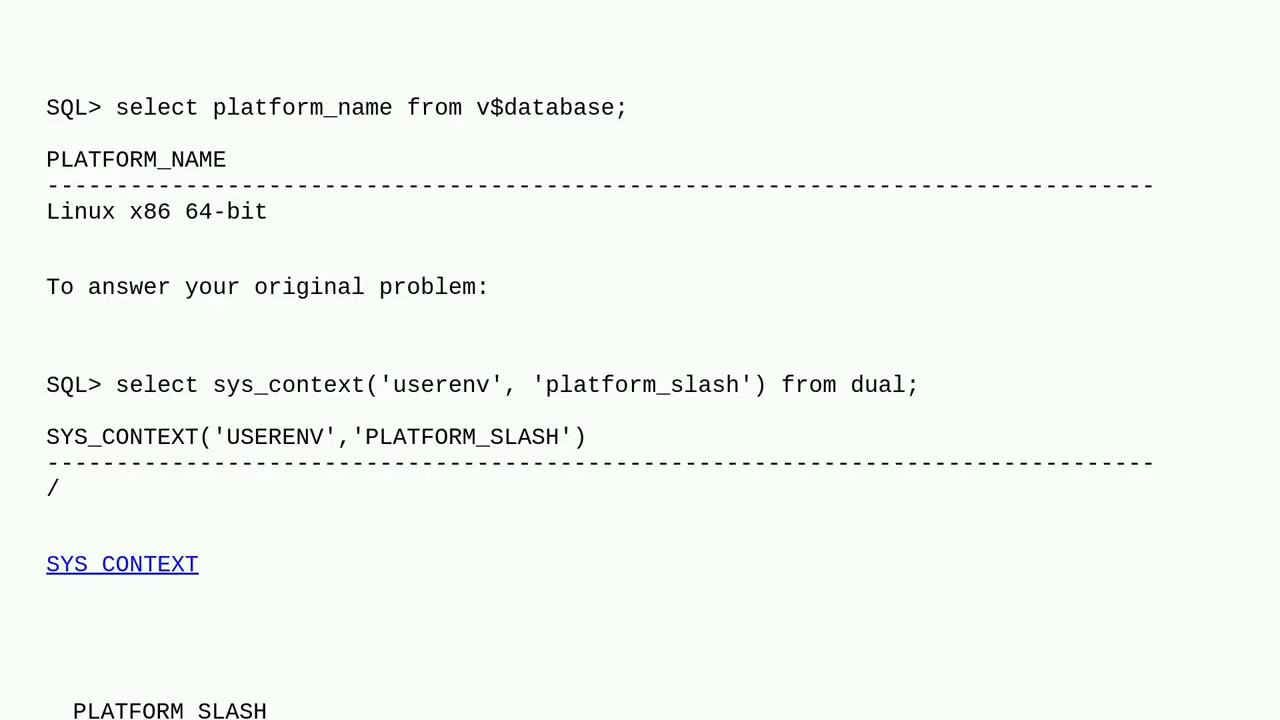 SQL> select platform_name from v$database;
PLATFORM_NAME
--------------------------------------------------------------------------------
Linux x86 64-bit
To answer your original problem:
SQL> select sys_context('userenv', 'platform_slash') from dual;
SYS_CONTEXT('USERENV','PLATFORM_SLASH')
--------------------------------------------------------------------------------
/
SYS_CONTEXT
PLATFORM_SLASH